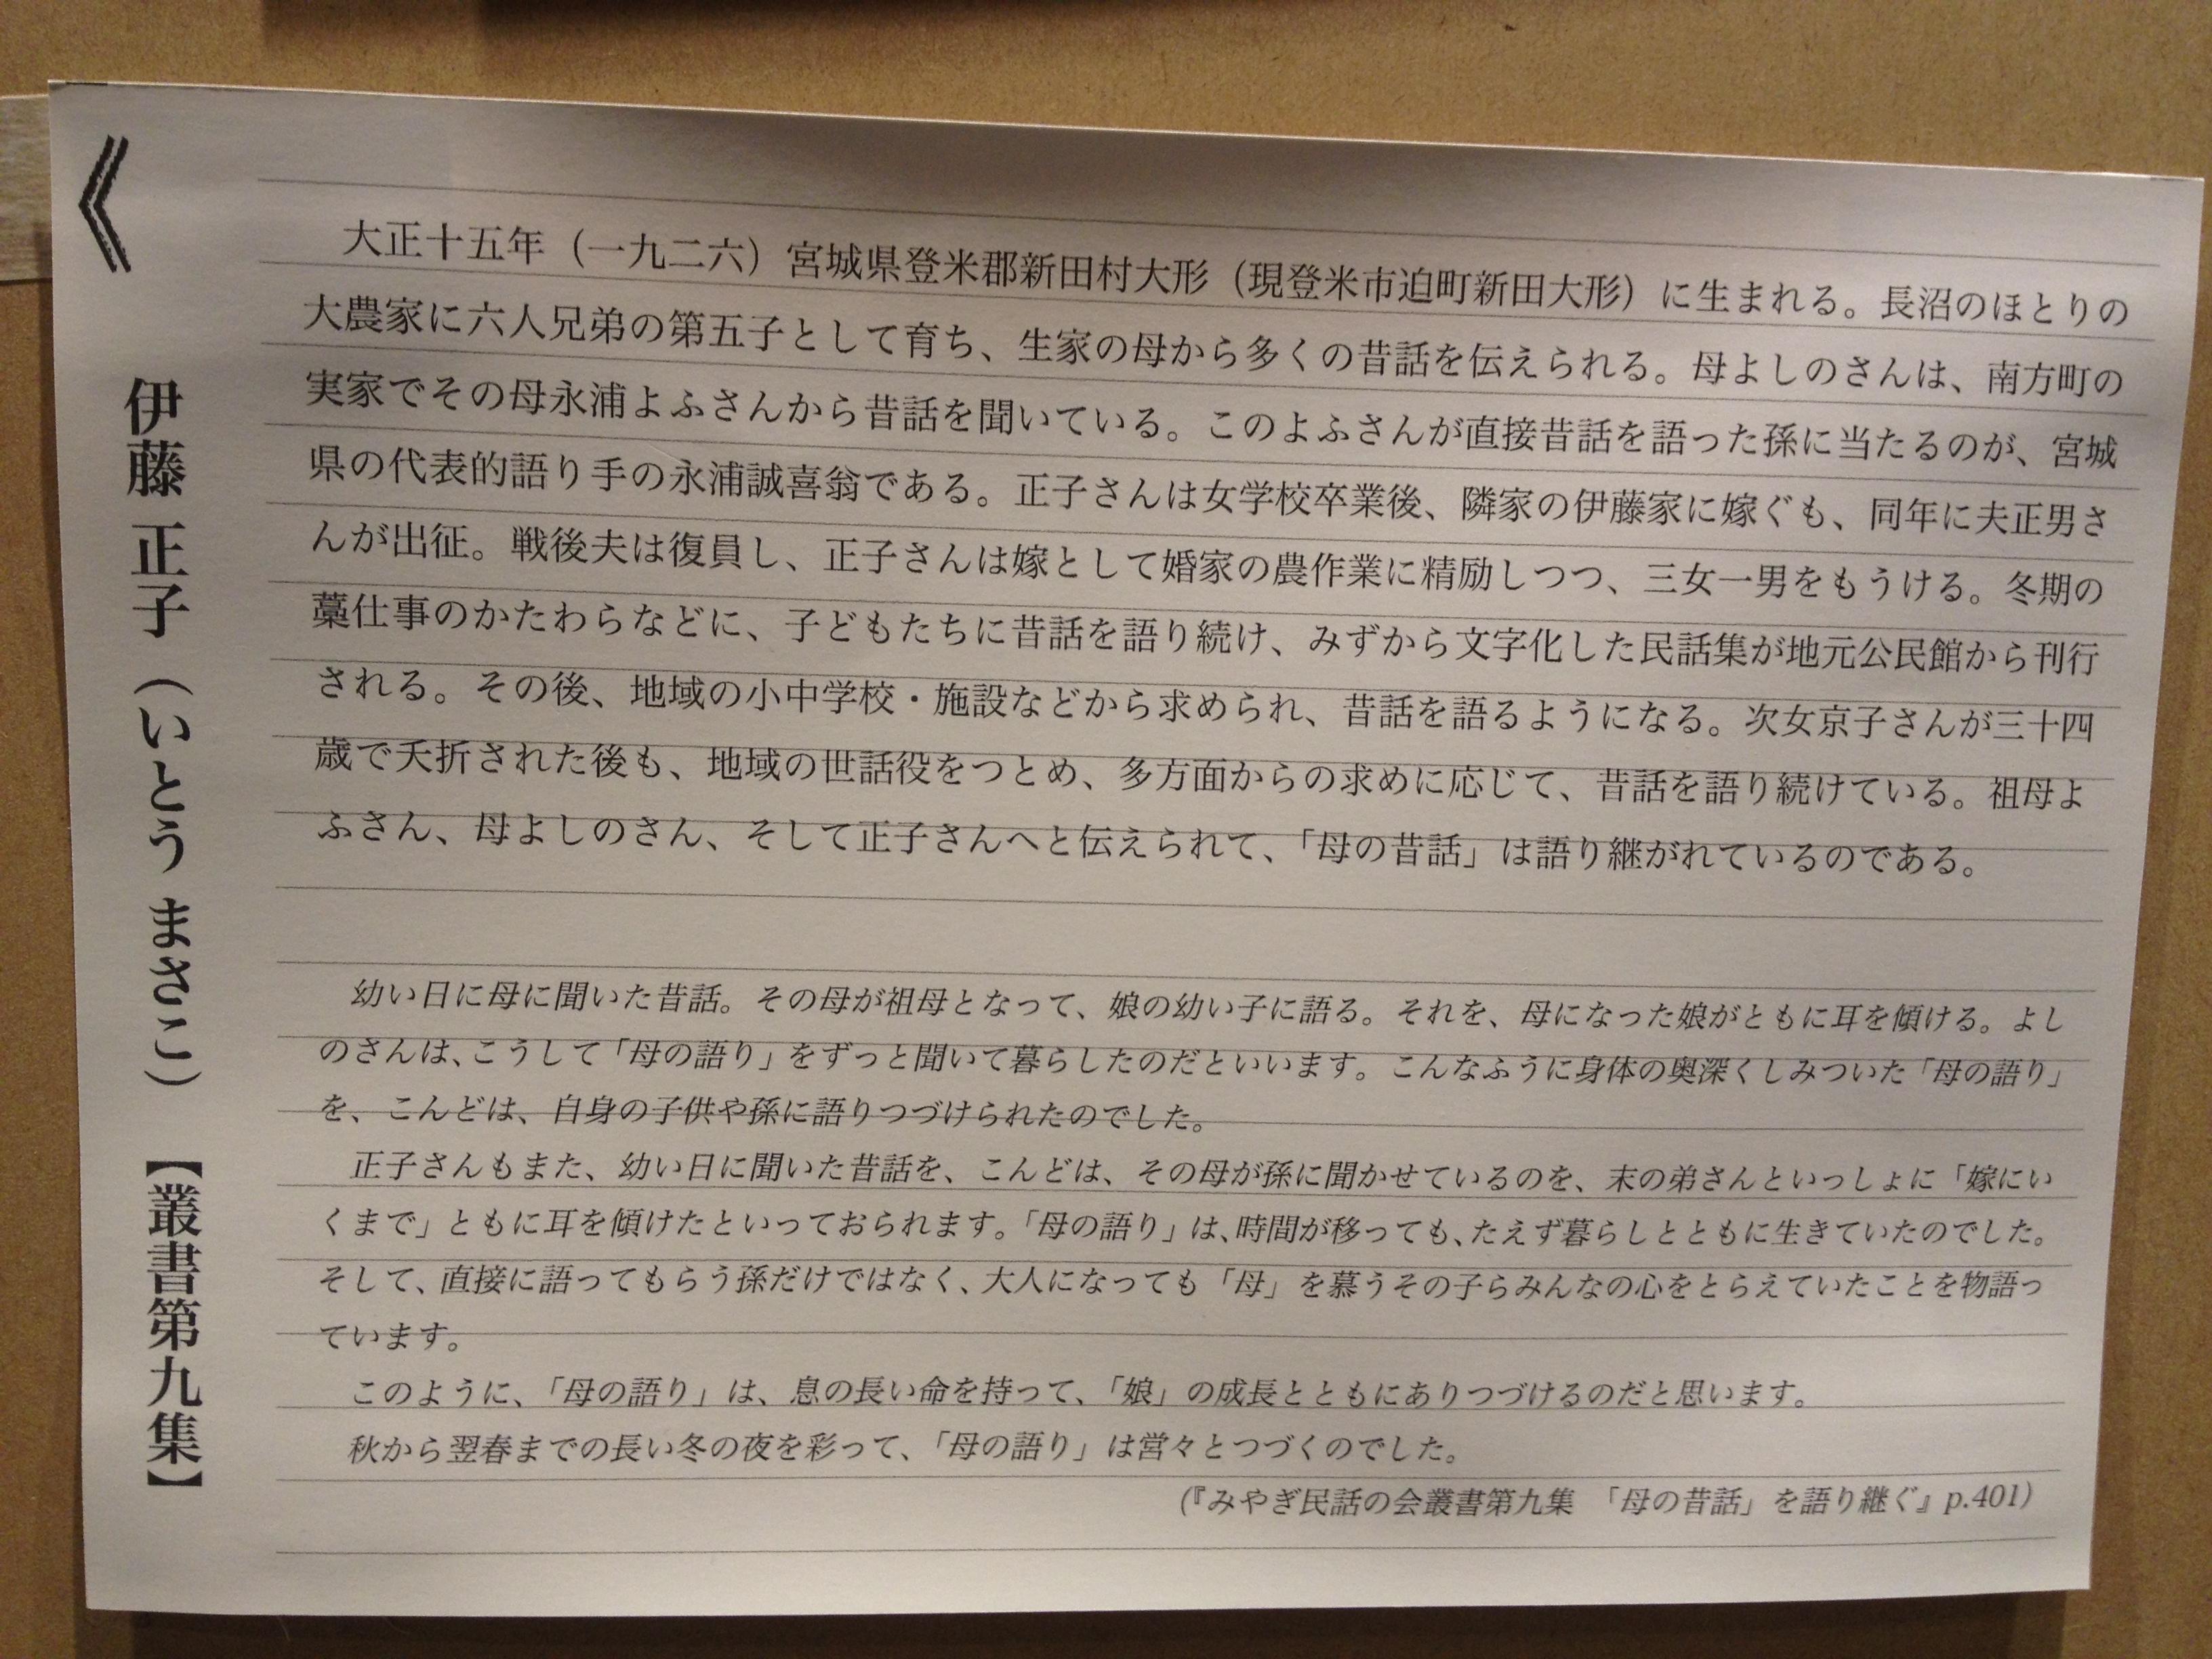 《
伊藤 正子（いとう まさこ）【叢書第九集】
大正十五年（一九二六）宮城県登米郡新田村大形（現登米市迫町新田大形）に生まれる。長沼のほとりの
大農家に六人兄弟の第五子として育ち、生家の母から多くの昔話を伝えられる。母よしのさんは、南方町の
実家でその母永浦よふさんから昔話を聞いている。このよふさんが直接昔話を語った孫に当たるのが、宮城
県の代表的語り手の永浦誠喜翁である。正子さんは女学校卒業後、隣家の伊藤家に嫁ぐも、同年に夫正男さ
んが出征。戦後夫は復員し、正子さんは嫁として婚家の農作業に精励しつつ、三女一男をもうける。冬期の
藁仕事のかたわらなどに、子どもたちに昔話を語り続け、みずから文字化した民話集が地元公民館から刊行
される。その後、地域の小中学校・施設などから求められ、昔話を語るようになる。次女京子さんが三十四
歳で夭折された後も、地域の世話役をつとめ、多方面からの求めに応じて、昔話を語り続けている。祖母よ
ふさん、母よしのさん、そして正子さんへと伝えられて、「母の昔話」は語り継がれているのである。
幼い日に母に聞いた昔話。その母が祖母となって、娘の幼い子に語る。それを、母になった娘がともに耳を傾ける。よし
のさんは、こうして「母の語り」をずっと聞いて暮らしたのだといいます。こんなふうに身体の奥深くしみついた「母の語り」
を、こんどは、自身の子供や孫に語りつづけられたのでした。
正子さんもまた、幼い日に聞いた昔話を、こんどは、その母が孫に聞かせているのを、末の弟さんといっしょに「嫁にい
くまで」ともに耳を傾けたといっておられます。「母の語り」は、時間が移っても、たえず暮らしとともに生きていたのでした。
そして、直接に語ってもらう孫だけではなく、大人になっても「母」を慕うその子らみんなの心をとらえていたことを物語っ
ています。
このように、「母の語り」は、息の長い命を持って、「娘」の成長とともにありつづけるのだと思います。
秋から翌春までの長い冬の夜を彩って、「母の語り」は営々とつづくのでした。
（『みやぎ民話の会叢書第九集　「母の昔話」を語り継ぐ』p.401）